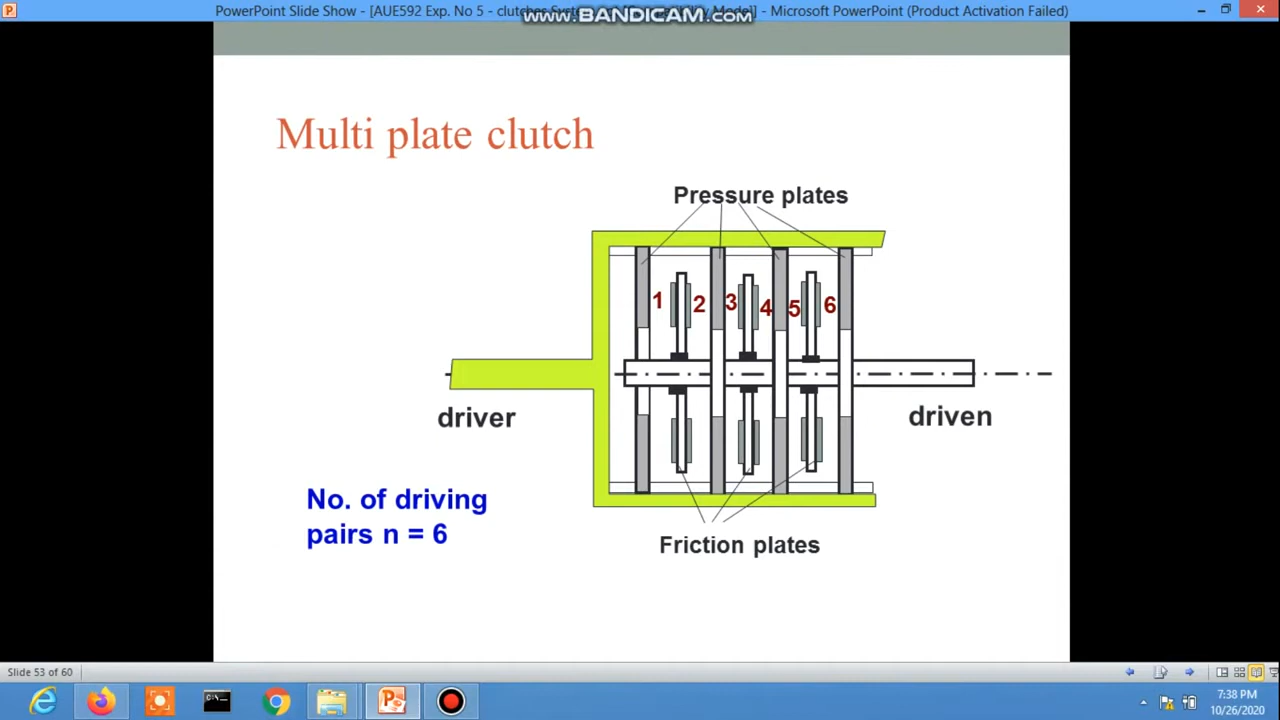 PowerPoint Slide Show - [AUE592 Exp. No 5 - clutches Syste
Model] - Microsoft PowerPoint (Product Activation Failed)
www.BANDICAM.com
Multi plate clutch
Pressure plates
1 2 3 4 5 6
driver
driven
No. of driving
pairs n = 6
Friction plates
Slide 53 of 60
7:38 PM
10/26/2020